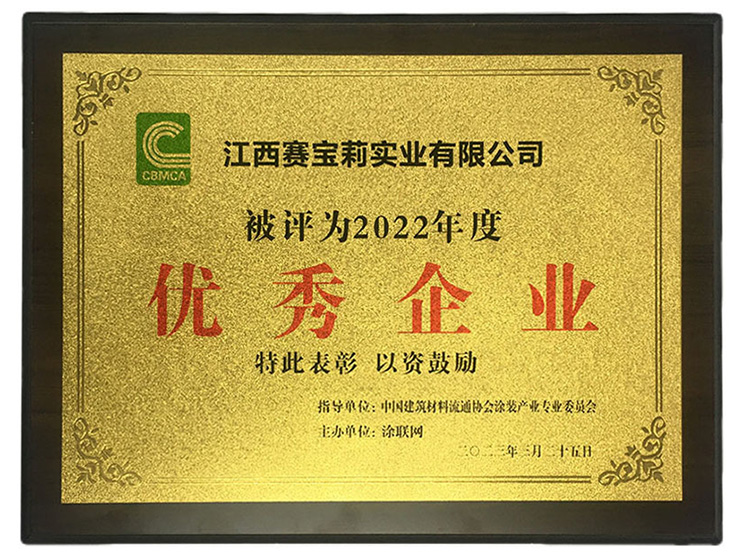 CBMCA
江西赛宝莉实业有限公司
被评为2022年度
优秀企业
特此表彰 以资鼓励
指导单位：中国建筑材料流通协会涂装产业专业委员会
主办单位：涂联网
二〇二三年三月二十五日